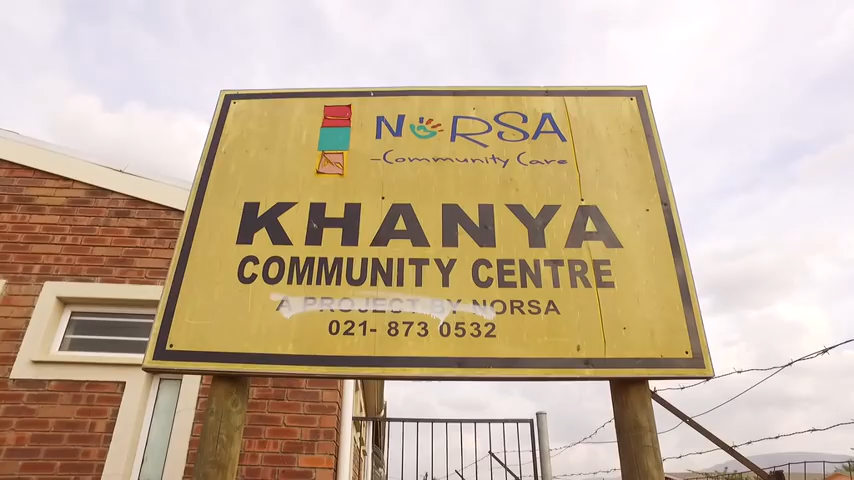 NORSA
-Community Care
KHANYA
COMMUNITY CENTRE
A PROJECT BY NORSA
021- 873 0532